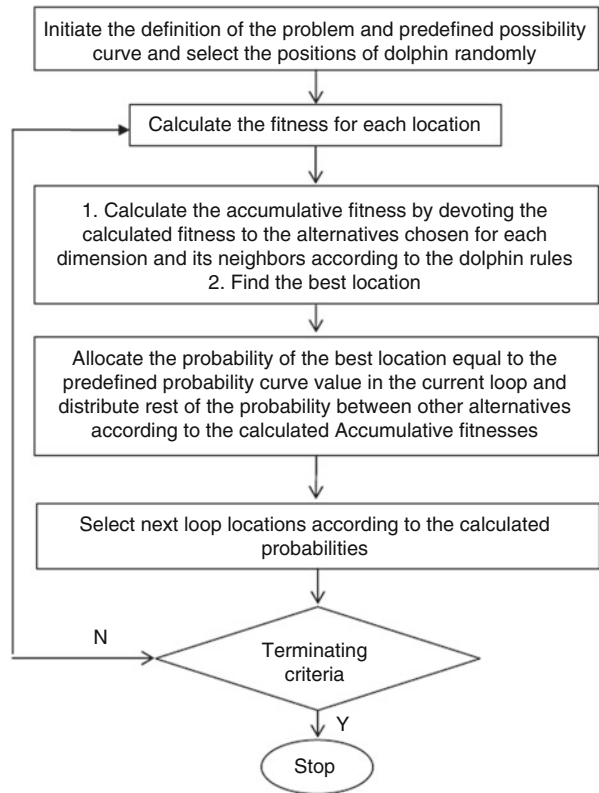 Initiate the definition of the problem and predefined possibility
curve and select the positions of dolphin randomly
Calculate the fitness for each location
1. Calculate the accumulative fitness by devoting the
calculated fitness to the alternatives chosen for each
dimension and its neighbors according to the dolphin rules
2. Find the best location
Allocate the probability of the best location equal to the
predefined probability curve value in the current loop and
distribute rest of the probability between other alternatives
according to the calculated Accumulative fitnesses
Select next loop locations according to the calculated
probabilities
N
Terminating
criteria
Y
Stop